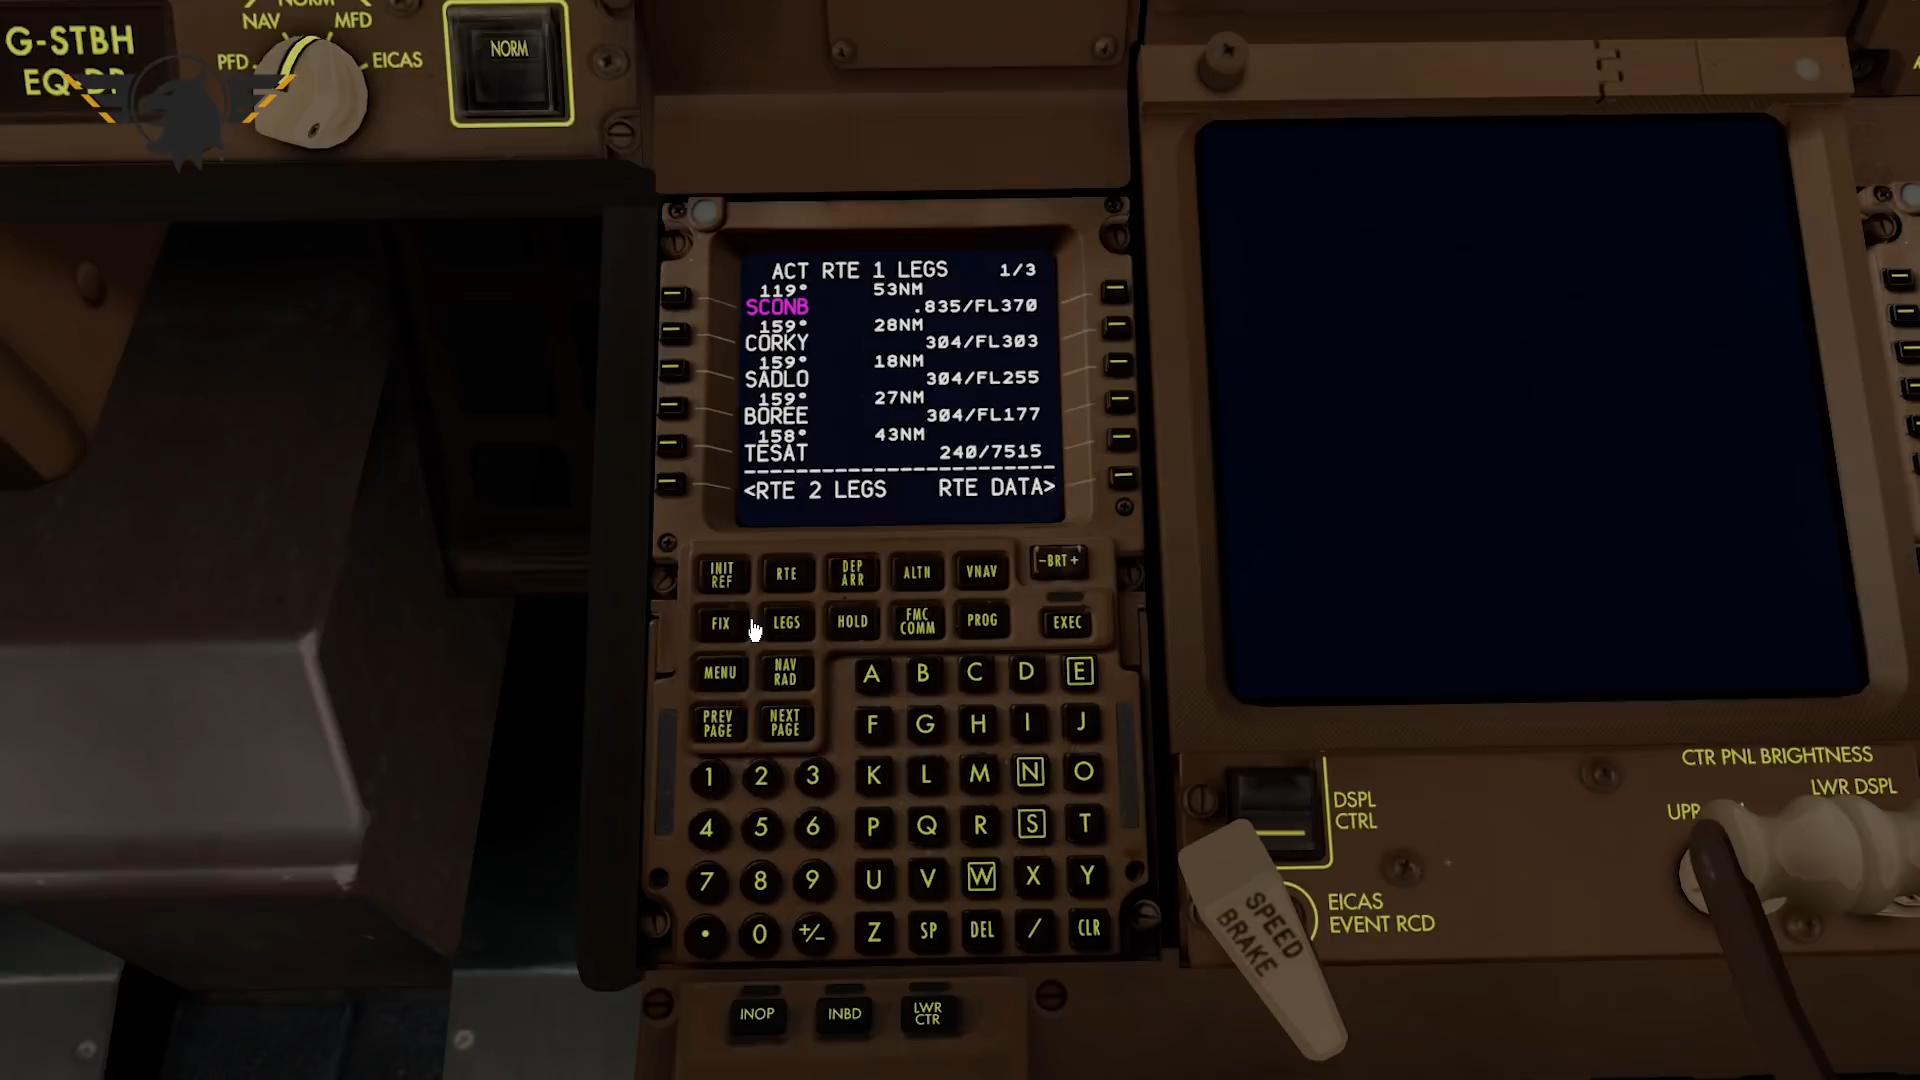 G-STBH
NORM
NAV
MFD
PFD
EICAS
NORM
ACT RTE 1 LEGS 1/3
119° 53NM
SCONB .835/FL370
159° 28NM
CORKY 304/FL303
159° 18NM
SADLO 304/FL255
159° 27NM
BOREE 304/FL177
158° 43NM
TESAT 240/7515
--------------------------------
<RTE 2 LEGS RTE DATA>
INIT REF RTE DEP ARR ALTN VNAV -BRT+
FIX LEGS HOLD FMC COMM PROG EXEC
MENU NAV RAD A B C D E
PREV PAGE NEXT PAGE F G H I J
1 2 3 K L M N O
4 5 6 P Q R S T
7 8 9 U V W X Y
. 0 +/- Z SP DEL / CLR
INOP INBD LWR CTR
CTR PNL BRIGHTNESS
LWR DSPL
DSPL
CTRL
EICAS
EVENT RCD
SPEED
BRAKE